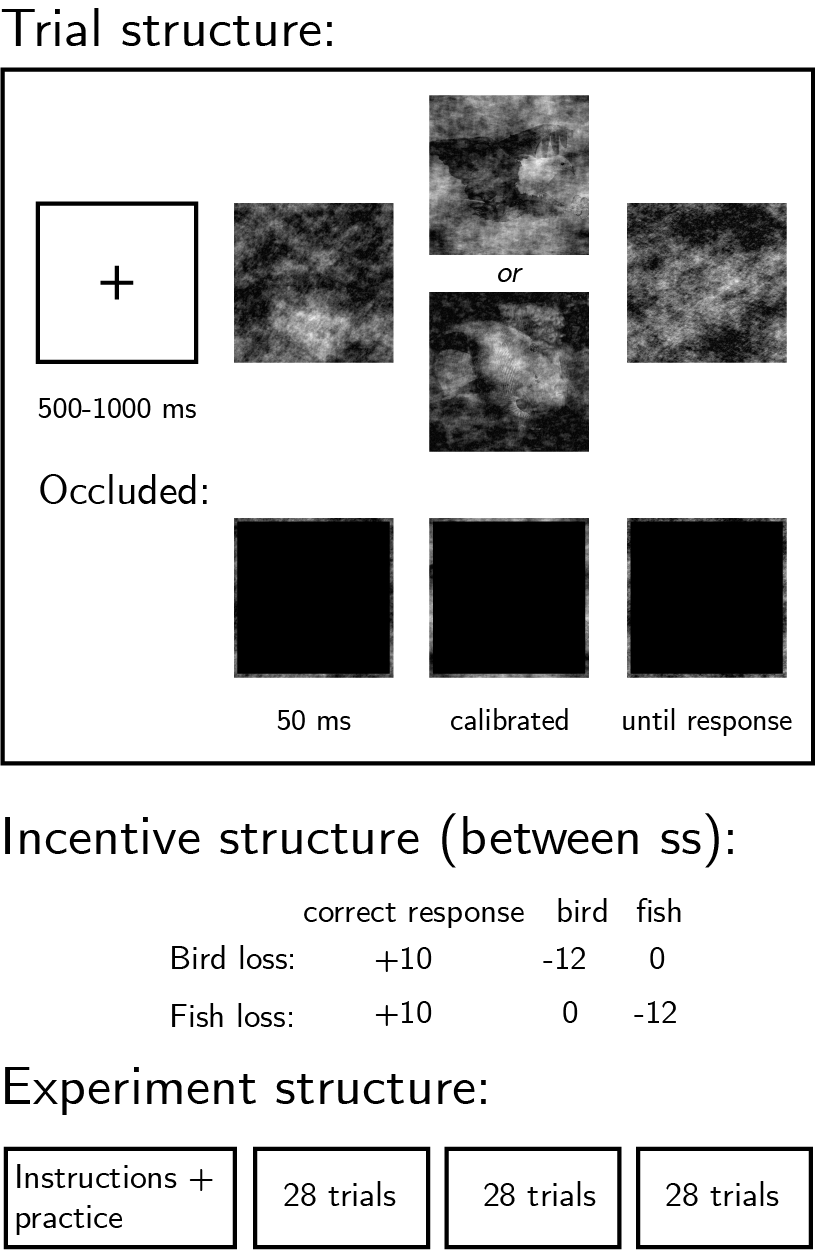 Trial structure:
+
or
500-1000 ms
Occluded:
50 ms calibrated until response
Incentive structure (between ss):
correct response bird fish
Bird loss: +10 -12 0
Fish loss: +10 0 -12
Experiment structure:
Instructions +
practice
28 trials 28 trials 28 trials